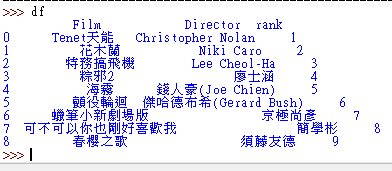 >>> df
Film Director rank
0 Tenet天能 Christopher Nolan 1
1 花木蘭 Niki Caro 2
2 特務搞飛機 Lee Cheol-Ha 3
3 粽邪2 廖士涵 4
4 海霧 錢人豪(Joe Chien) 5
5 顫役輪迴 傑哈德布希(Gerard Bush) 6
6 蠟筆小新劇場版 京極尚彥 7
7 可不可以你也剛好喜歡我 簡學彬 8
8 春櫻之歌 須藤友德 9
>>>